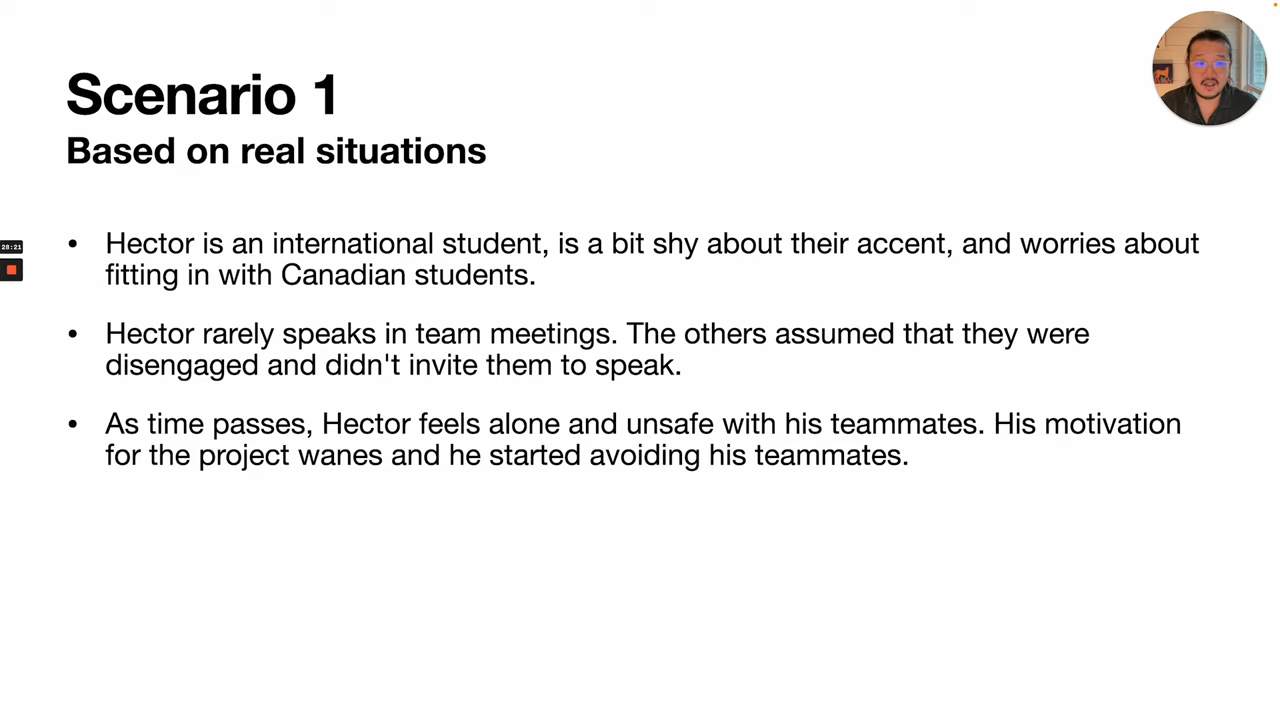 Scenario 1
Based on real situations
28:21
• Hector is an international student, is a bit shy about their accent, and worries about
fitting in with Canadian students.
• Hector rarely speaks in team meetings. The others assumed that they were
disengaged and didn't invite them to speak.
• As time passes, Hector feels alone and unsafe with his teammates. His motivation
for the project wanes and he started avoiding his teammates.